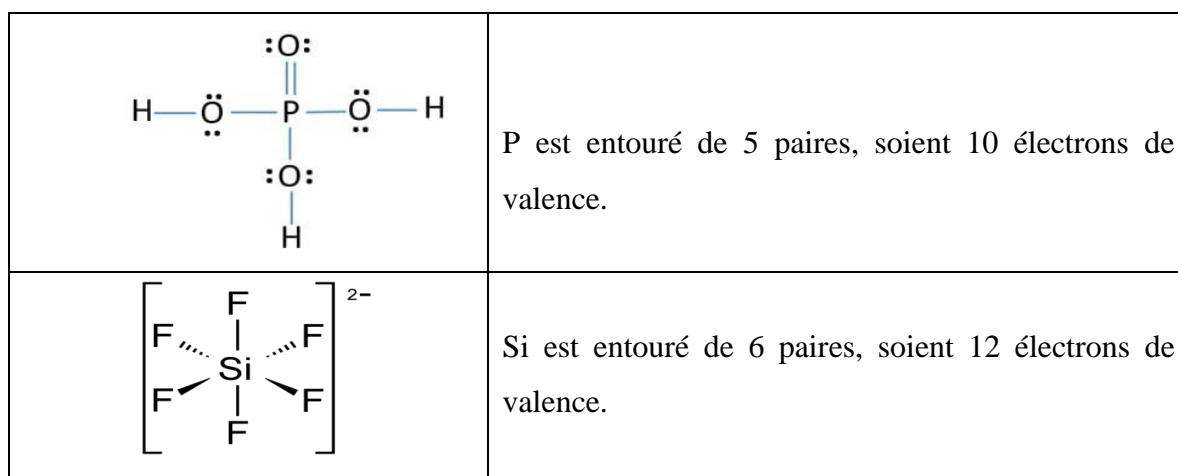 :O:
H—Ö—P—Ö—H
:O:
H
P est entouré de 5 paires, soient 10 électrons de
valence.
2−
F
F F
Si
F F
F
Si est entouré de 6 paires, soient 12 électrons de
valence.